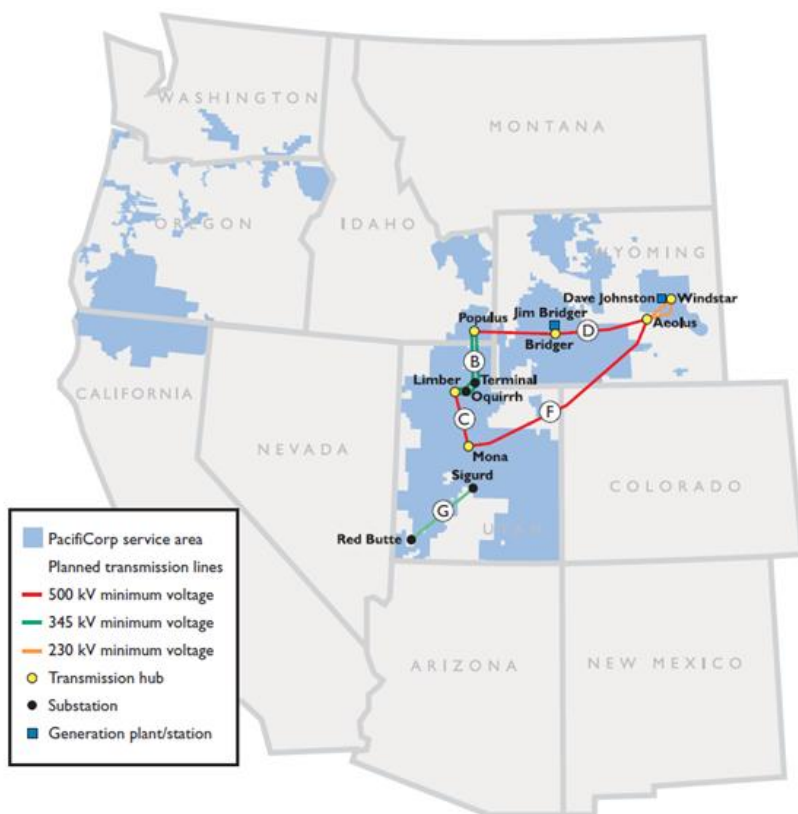 WASHINGTON
MONTANA
OREGON
IDAHO
WYOMING
Dave Johnston
Windstar
Jim Bridger
Populus
D
Aeolus
Bridger
B
Limber
Terminal
Oquirrh
CALIFORNIA
C
F
NEVADA
Mona
Sigurd
COLORADO
G
UTAH
Red Butte
PacifiCorp service area
Planned transmission lines
500 kV minimum voltage
345 kV minimum voltage
230 kV minimum voltage
Transmission hub
Substation
Generation plant/station
ARIZONA
NEW MEXICO